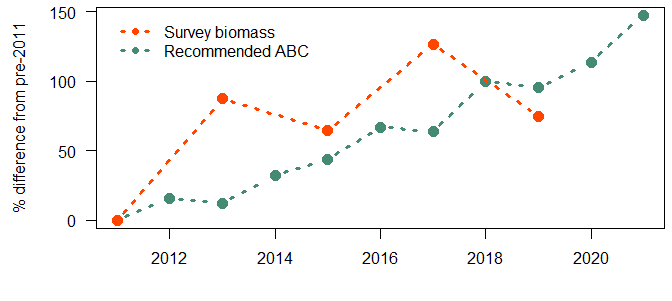 % difference from pre-2011
150
100
50
0
Survey biomass
Recommended ABC
2012 2014 2016 2018 2020